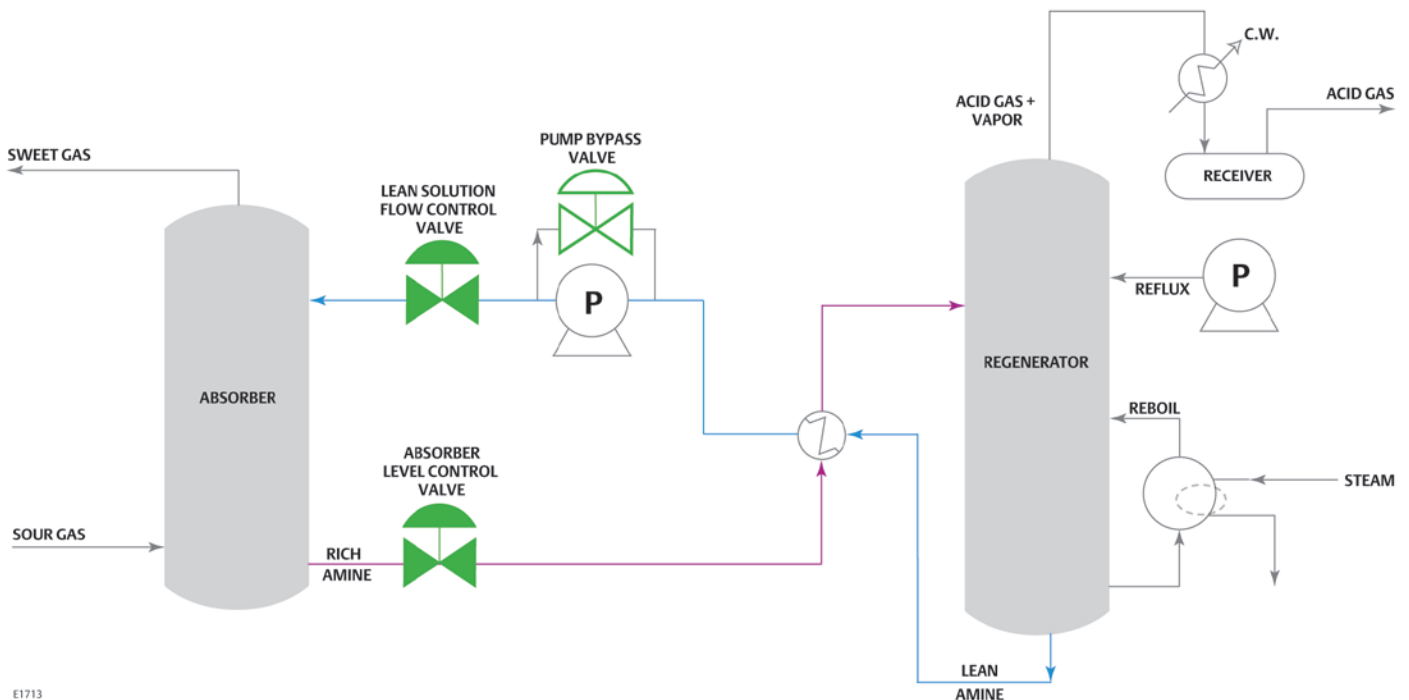 C.W.
ACID GAS +
VAPOR
ACID GAS
SWEET GAS
PUMP BYPASS
VALVE
LEAN SOLUTION
FLOW CONTROL
VALVE
RECEIVER
P
REFLUX
P
REGENERATOR
ABSORBER
REBOIL
STEAM
ABSORBER
LEVEL CONTROL
VALVE
SOUR GAS
RICH
AMINE
LEAN
AMINE
E1713